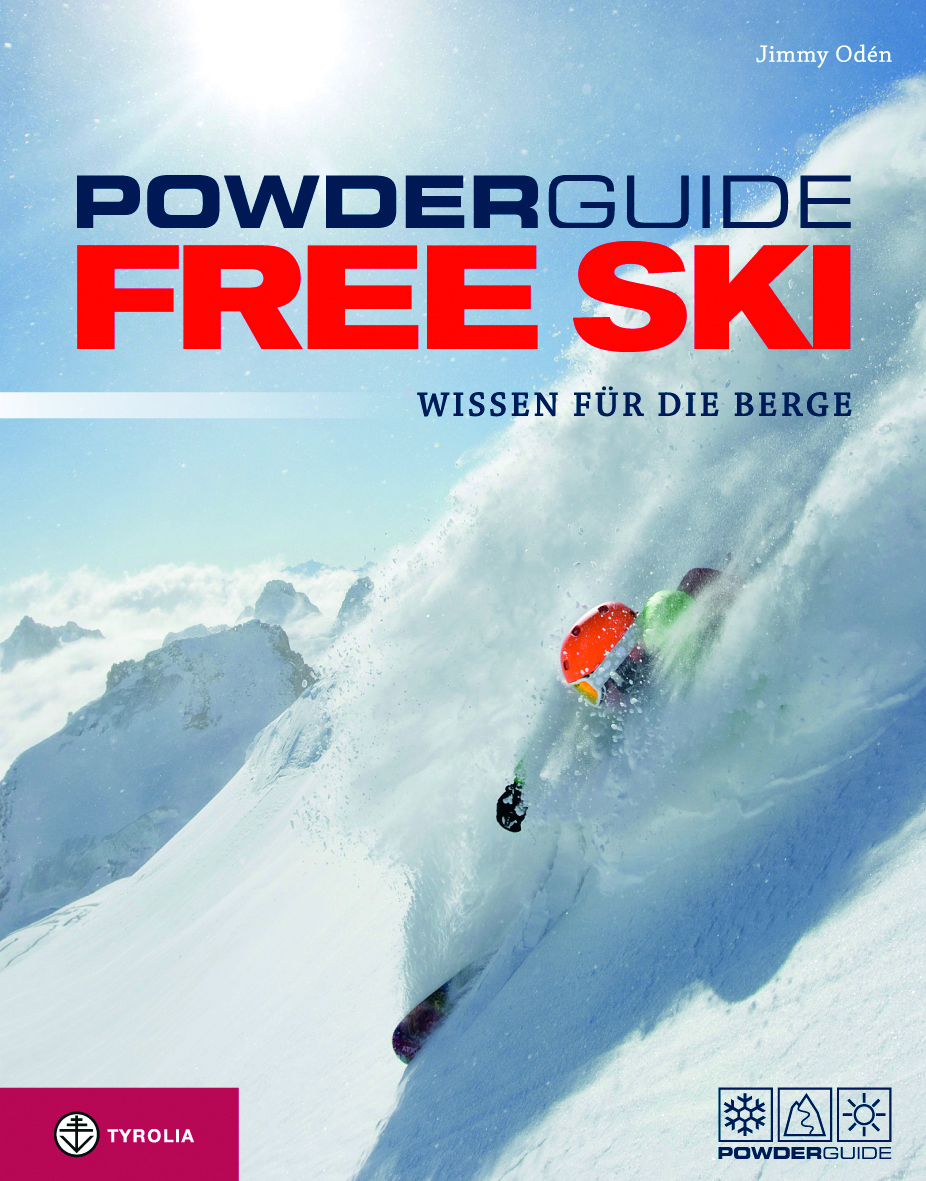 Jimmy Odén
POWDERGUIDE
FREE SKI
WISSEN FÜR DIE BERGE
TYROLIA
POWDERGUIDE